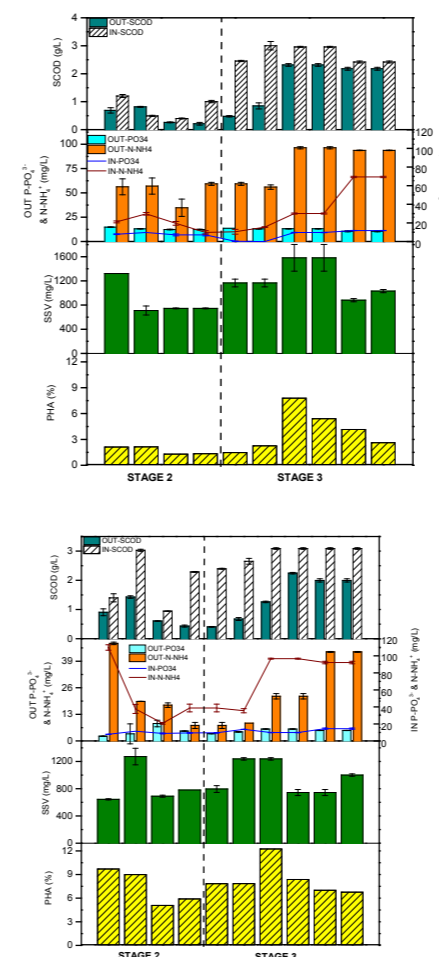 OUT-SCOD
IN-SCOD
SCOD (g/L)
4
3
2
1
0
OUT-PO34
OUT-N-NH4
IN-PO34
IN-N-NH4
OUT P-PO₄³⁻
& N-NH₄⁺ (mg/L)
100
75
50
25
0
120
100
80
60
40
20
0
SSV (mg/L)
1600
1200
800
400
0
PHA (%)
12
9
6
3
0
STAGE 2 STAGE 3
OUT-SCOD
IN-SCOD
SCOD (g/L)
3
2
1
0
OUT-PO34
OUT-N-NH4
IN-PO34
IN-N-NH4
OUT P-PO₄³⁻
& N-NH₄⁺ (mg/L)
39
26
13
0
120
100
80
60
40
20
0
IN P-PO₄³⁻ & N-NH₄⁺ (mg/L)
SSV (mg/L)
1200
800
400
0
PHA (%)
12
9
6
3
0
STAGE 2 STAGE 3